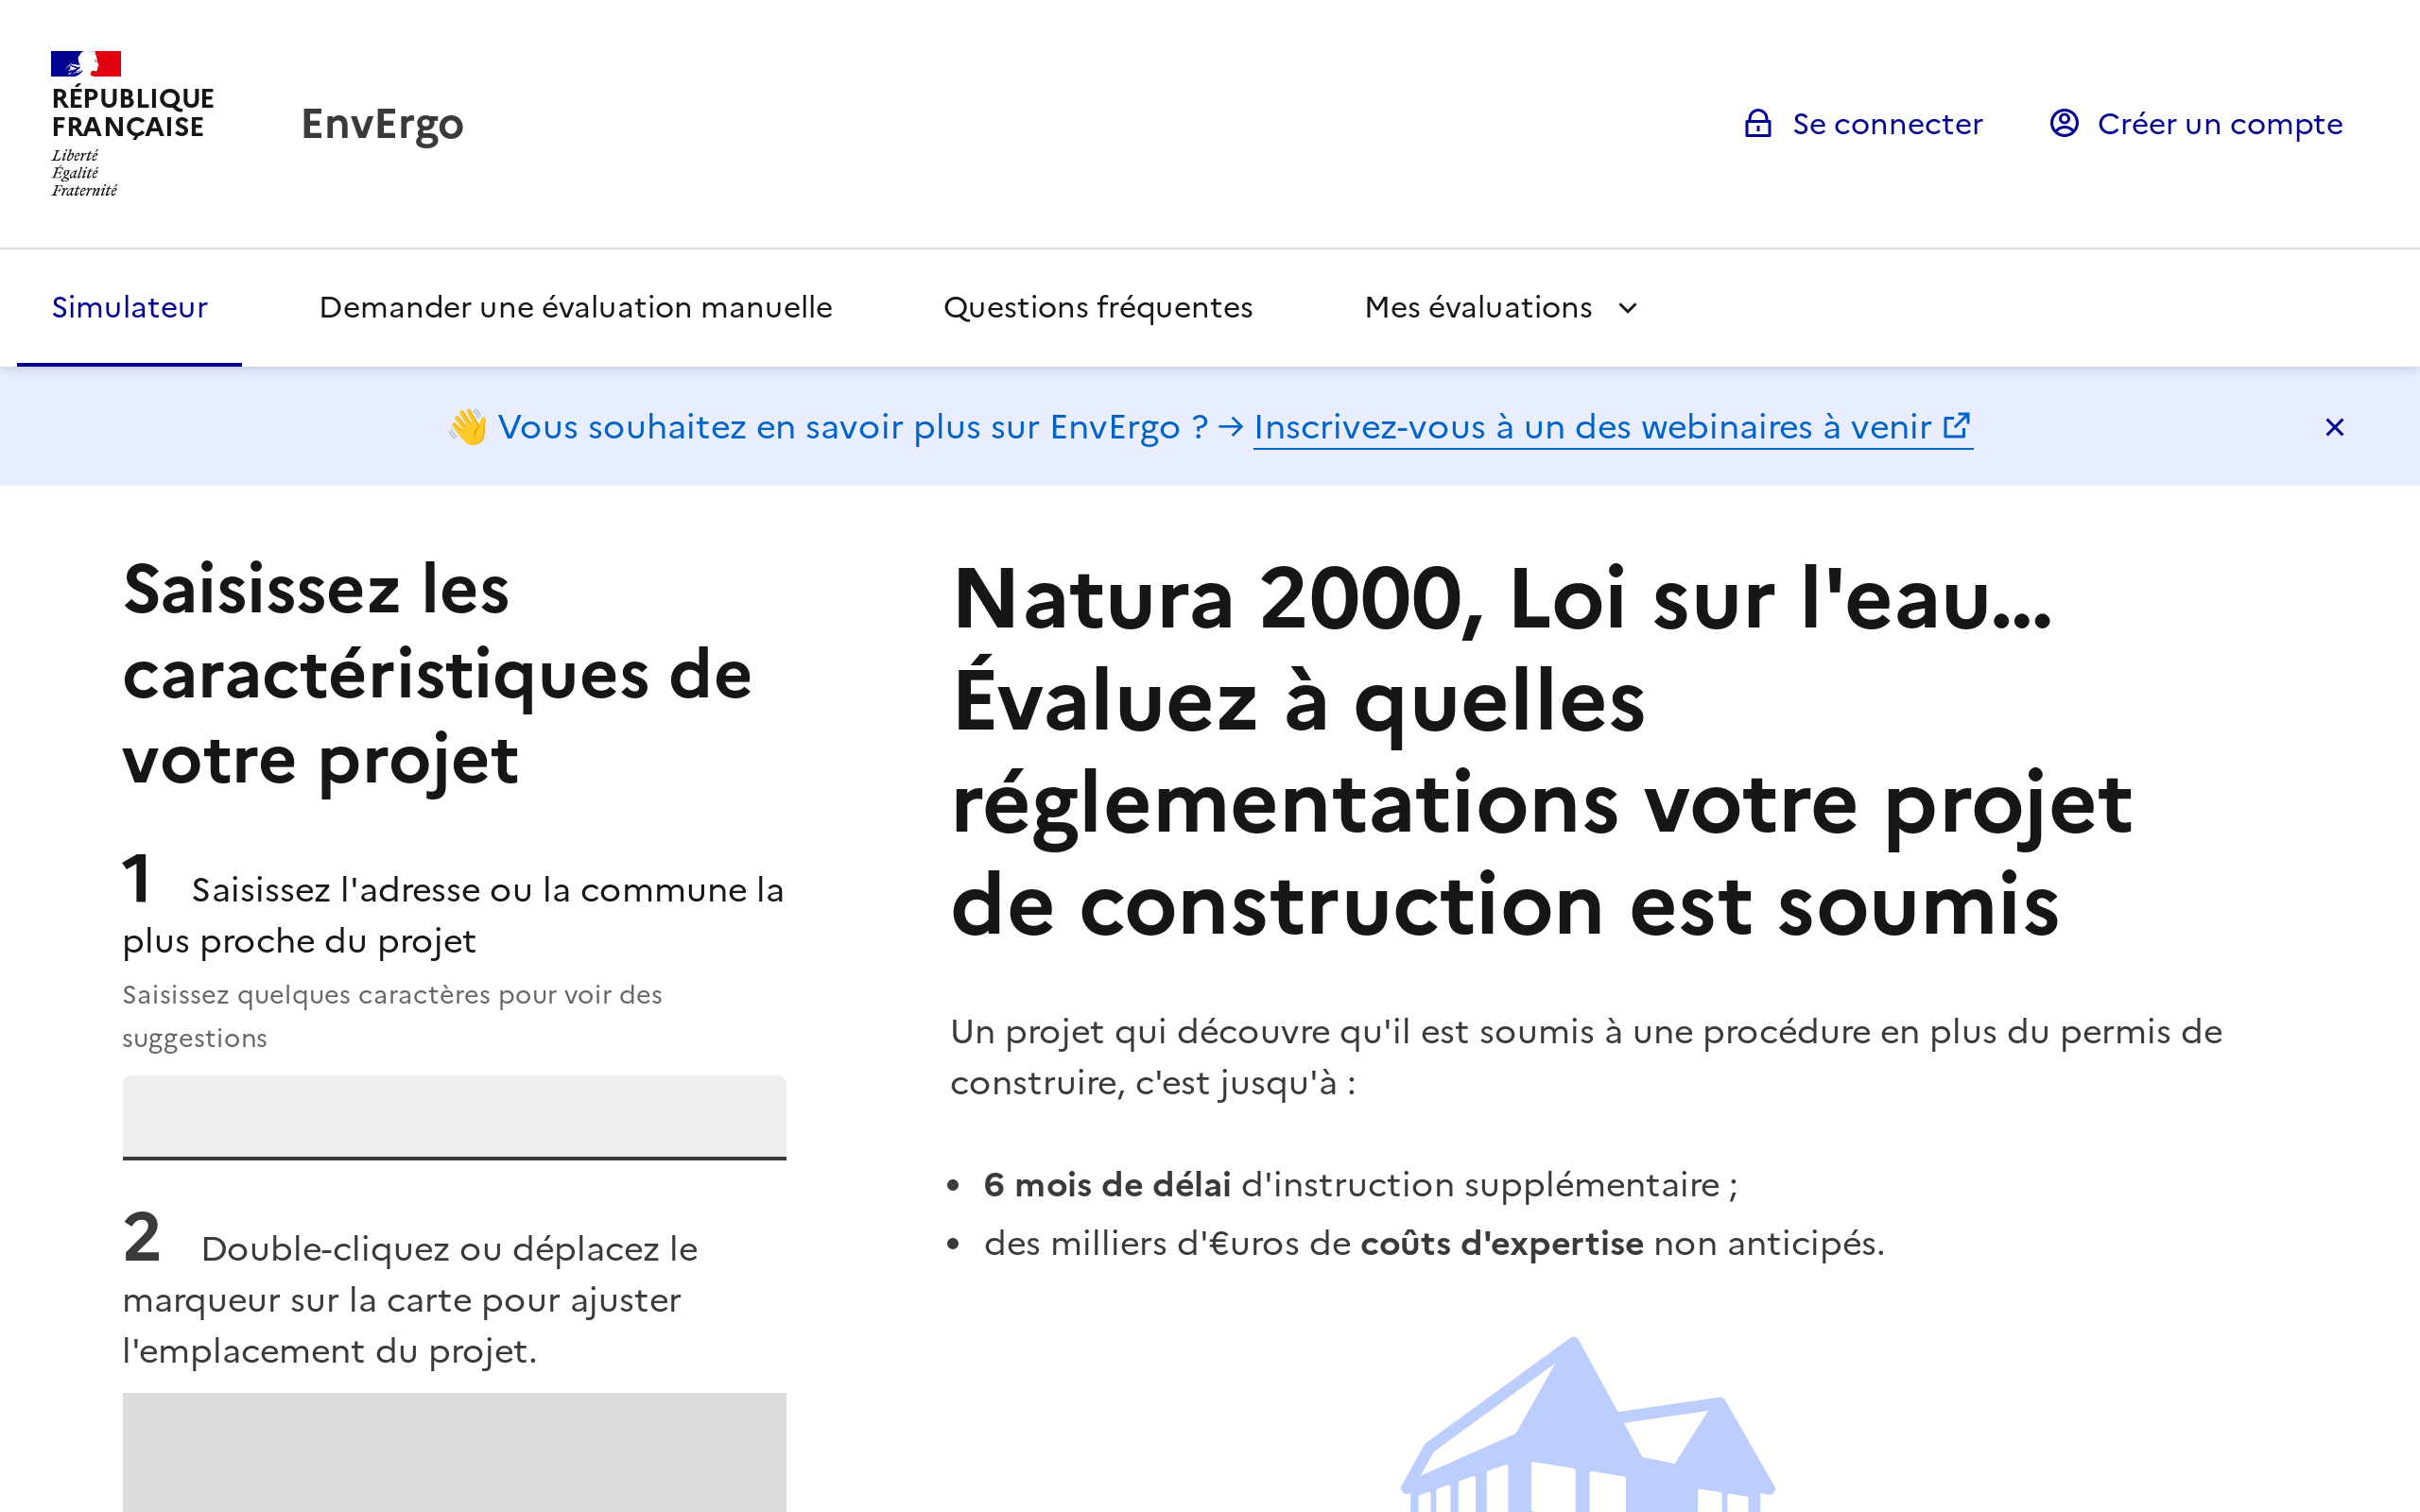 RÉPUBLIQUE
FRANÇAISE
Liberté
Égalité
Fraternité
EnvErgo
Se connecter
Créer un compte
Simulateur
Demander une évaluation manuelle
Questions fréquentes
Mes évaluations
👋 Vous souhaitez en savoir plus sur EnvErgo ? → Inscrivez-vous à un des webinaires à venir
Saisissez les
caractéristiques de
votre projet
1 Saisissez l'adresse ou la commune la
plus proche du projet
Saisissez quelques caractères pour voir des
suggestions
2 Double-cliquez ou déplacez le
marqueur sur la carte pour ajuster
l'emplacement du projet.
Natura 2000, Loi sur l'eau...
Évaluez à quelles
réglementations votre projet
de construction est soumis
Un projet qui découvre qu'il est soumis à une procédure en plus du permis de
construire, c'est jusqu'à :
• 6 mois de délai d'instruction supplémentaire ;
• des milliers d'€uros de coûts d'expertise non anticipés.